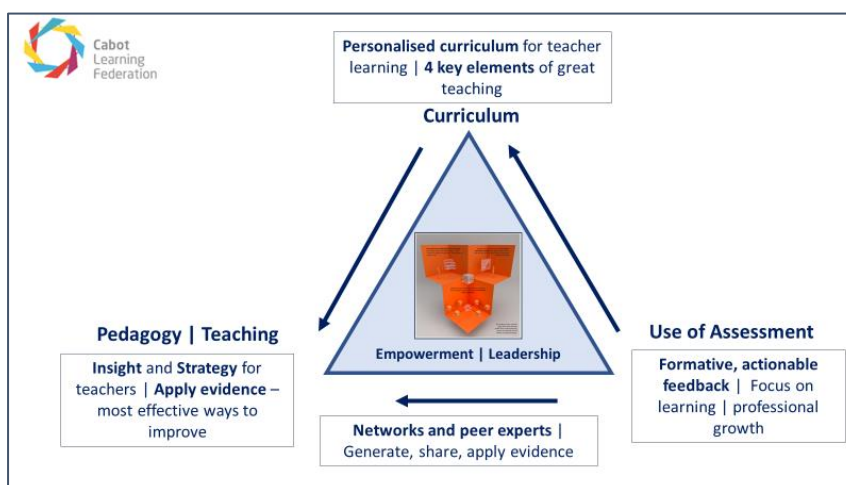 Cabot
Learning
Federation
Personalised curriculum for teacher
learning | 4 key elements of great
teaching
Curriculum
Pedagogy | Teaching
Insight and Strategy for
teachers | Apply evidence –
most effective ways to
improve
Empowerment | Leadership
Networks and peer experts |
Generate, share, apply evidence
Use of Assessment
Formative, actionable
feedback | Focus on
learning | professional
growth